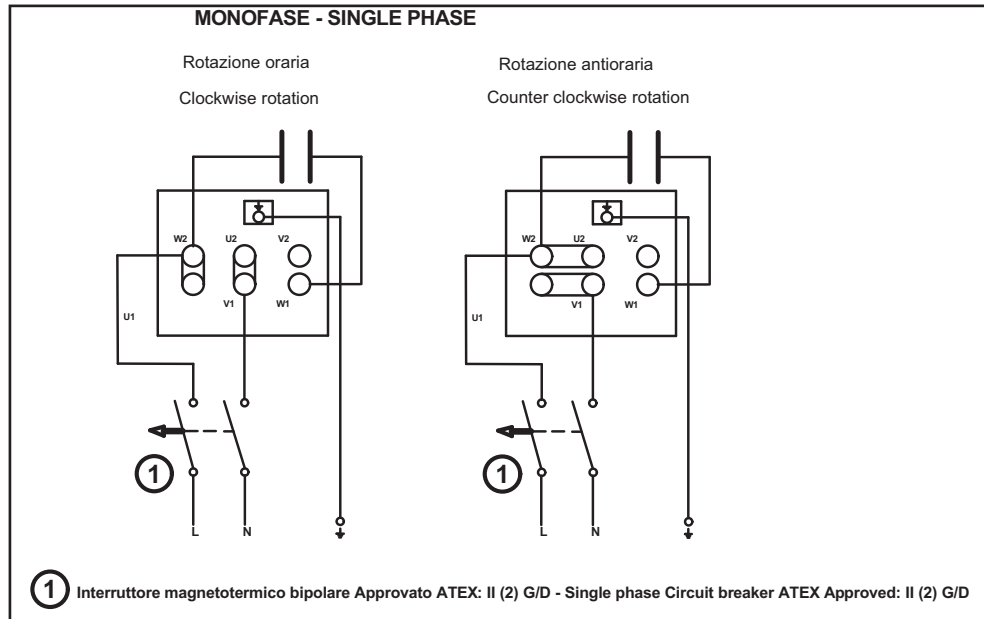 MONOFASE - SINGLE PHASE
Rotazione oraria
Clockwise rotation
Rotazione antioraria
Counter clockwise rotation
W2 U2 V2
V1 W1
U1
1
L N
W2 U2 V2
V1 W1
U1
1
L N
1 Interruttore magnetotermico bipolare Approvato ATEX: II (2) G/D - Single phase Circuit breaker ATEX Approved: II (2) G/D